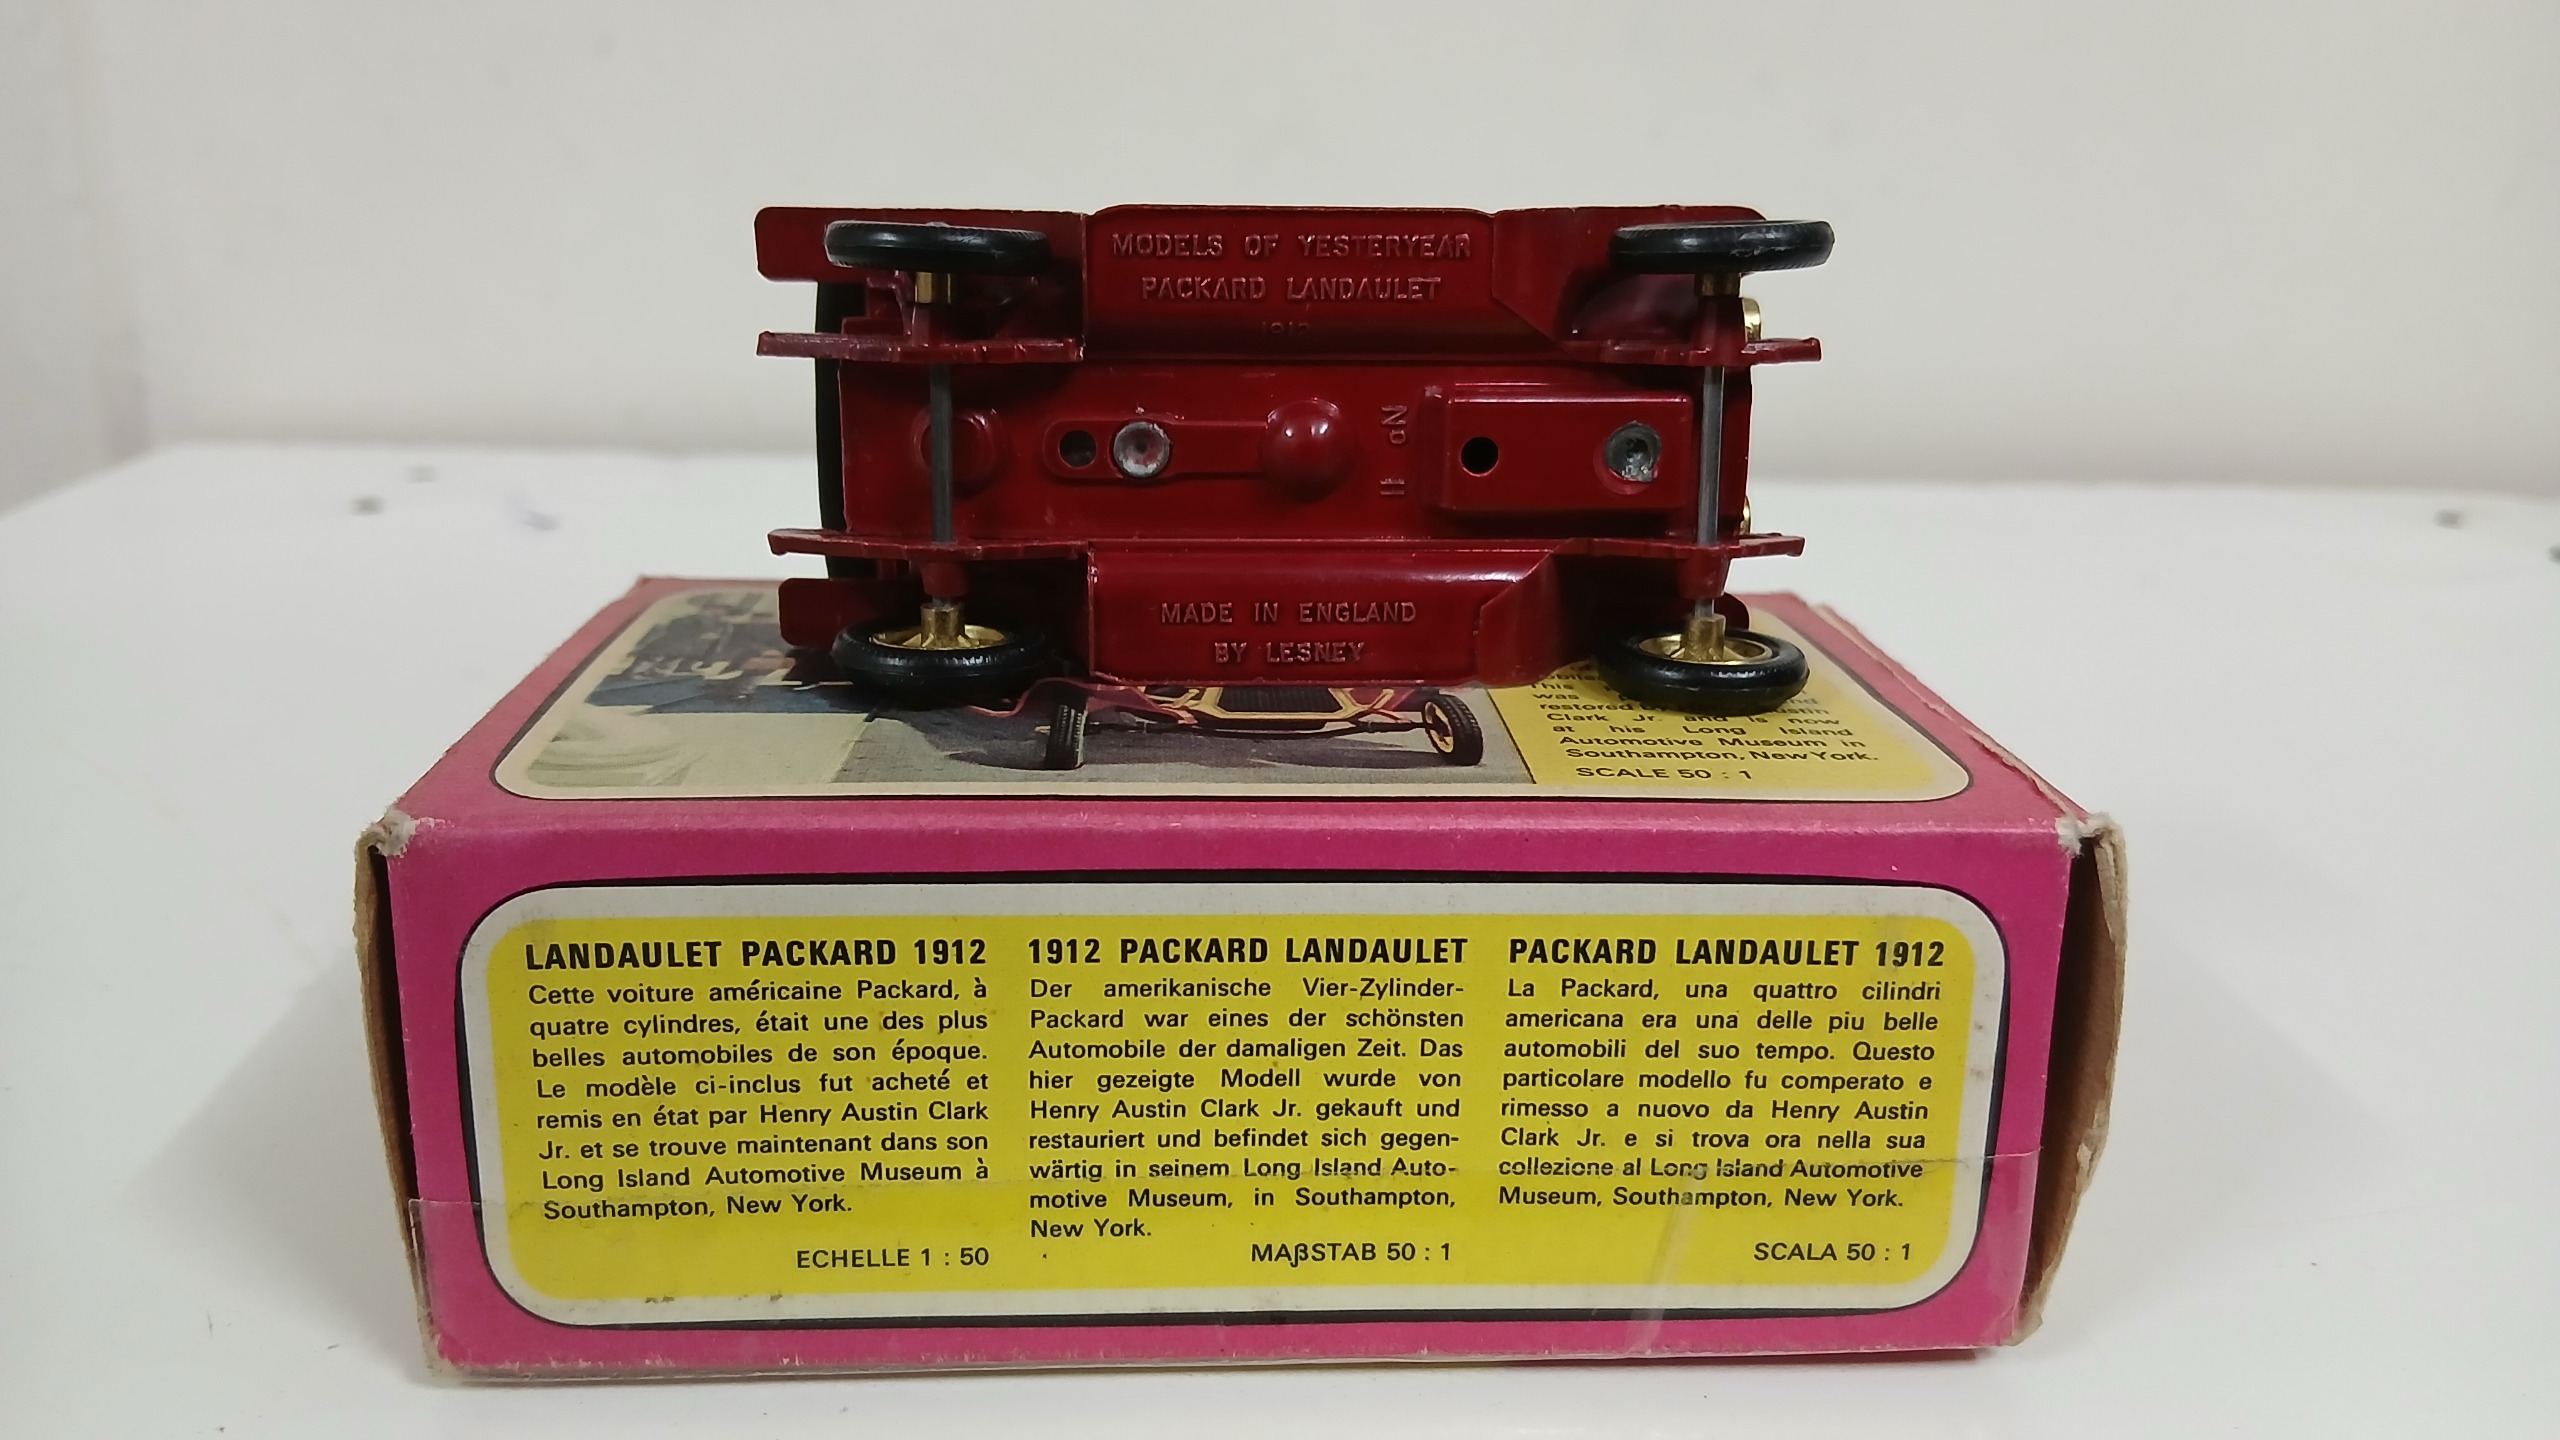 MODELS OF YESTERYEAR
PACKARD LANDAULET
1912
No 11
MADE IN ENGLAND
BY LESNEY
This
was
restored
Clark Jr. and is now
at his Long Island
Automotive Museum in
Southampton, New York.
SCALE 50 : 1
LANDAULET PACKARD 1912
Cette voiture américaine Packard, à
quatre cylindres, était une des plus
belles automobiles de son époque.
Le modèle ci-inclus fut acheté et
remis en état par Henry Austin Clark
Jr. et se trouve maintenant dans son
Long Island Automotive Museum à
Southampton, New York.
ECHELLE 1 : 50
1912 PACKARD LANDAULET
Der amerikanische Vier-Zylinder-
Packard war eines der schönsten
Automobile der damaligen Zeit. Das
hier gezeigte Modell wurde von
Henry Austin Clark Jr. gekauft und
restauriert und befindet sich gegen-
wärtig in seinem Long Island Auto-
motive Museum, in Southampton,
New York.
MAßSTAB 50 : 1
PACKARD LANDAULET 1912
La Packard, una quattro cilindri
americana era una delle piu belle
automobili del suo tempo. Questo
particolare modello fu comperato e
rimesso a nuovo da Henry Austin
Clark Jr. e si trova ora nella sua
collezione al Long Island Automotive
Museum, Southampton, New York.
SCALA 50 : 1